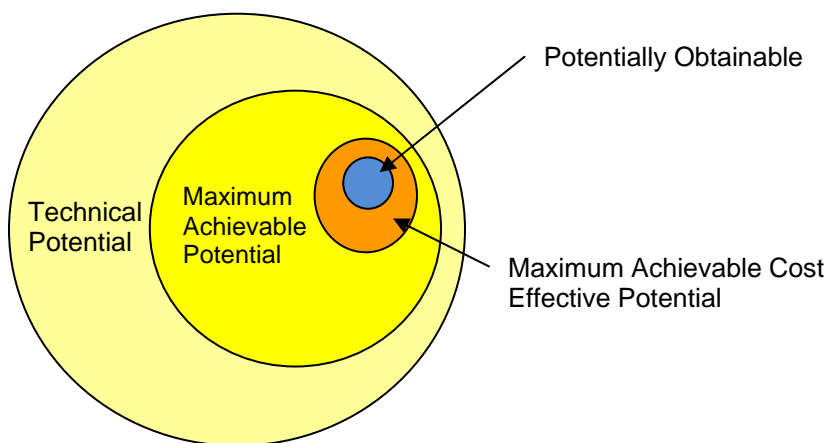 Potentially Obtainable
Technical
Potential
Maximum
Achievable
Potential
Maximum Achievable Cost
Effective Potential